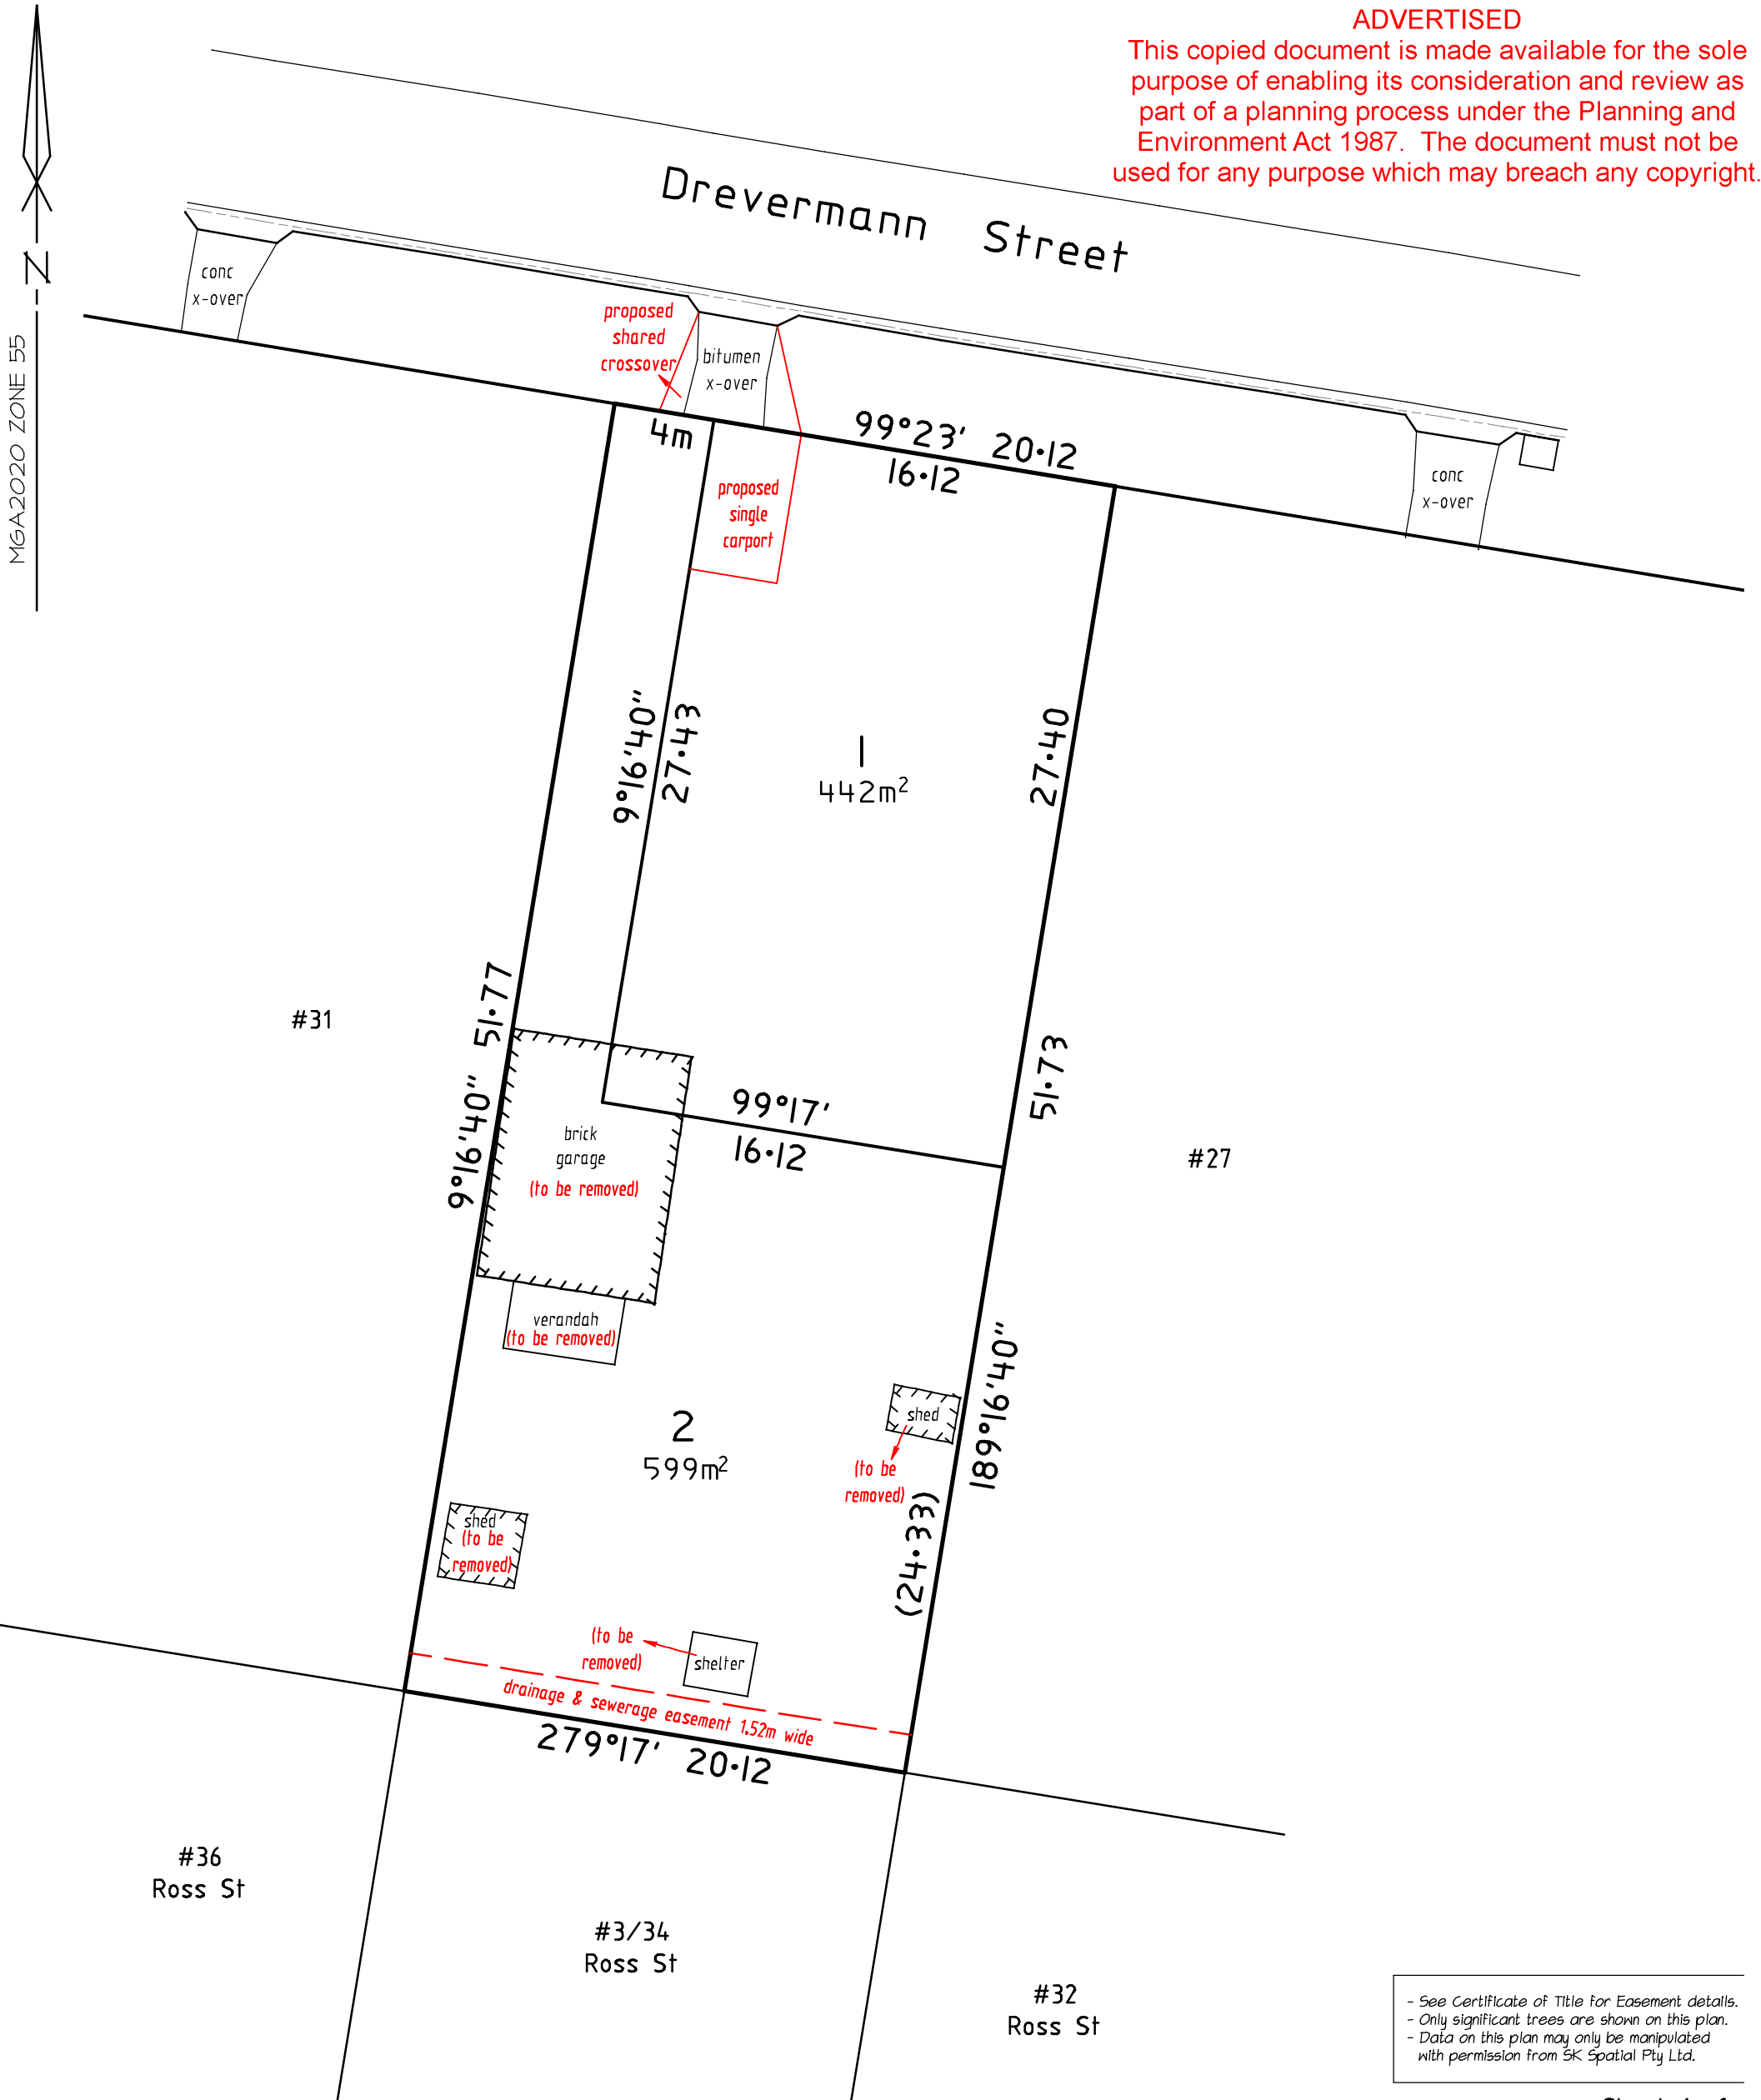 ADVERTISED
This copied document is made available for the sole
purpose of enabling its consideration and review as
part of a planning process under the Planning and
Environment Act 1987. The document must not be
used for any purpose which may breach any copyright.
Drevermann Street
N
MGA2020 ZONE 55
conc
x-over
proposed
shared
crossover
bitumen
x-over
conc
x-over
4m
99°23' 20·12
16·12
proposed
single
carport
9°16'40"
27·43
1
442m²
27·40
#31
51·77
9°16'40"
51·73
99°17'
16·12
#27
brick
garage
(to be removed)
verandah
(to be removed)
2
599m²
shed
(to be
removed)
189°16'40"
(24·33)
shed
(to be
removed)
(to be
removed)
shelter
drainage & sewerage easement 1.52m wide
279°17' 20·12
#36
Ross St
#3/34
Ross St
#32
Ross St
- See Certificate of Title for Easement details.
- Only significant trees are shown on this plan.
- Data on this plan may only be manipulated
with permission from SK Spatial Pty Ltd.